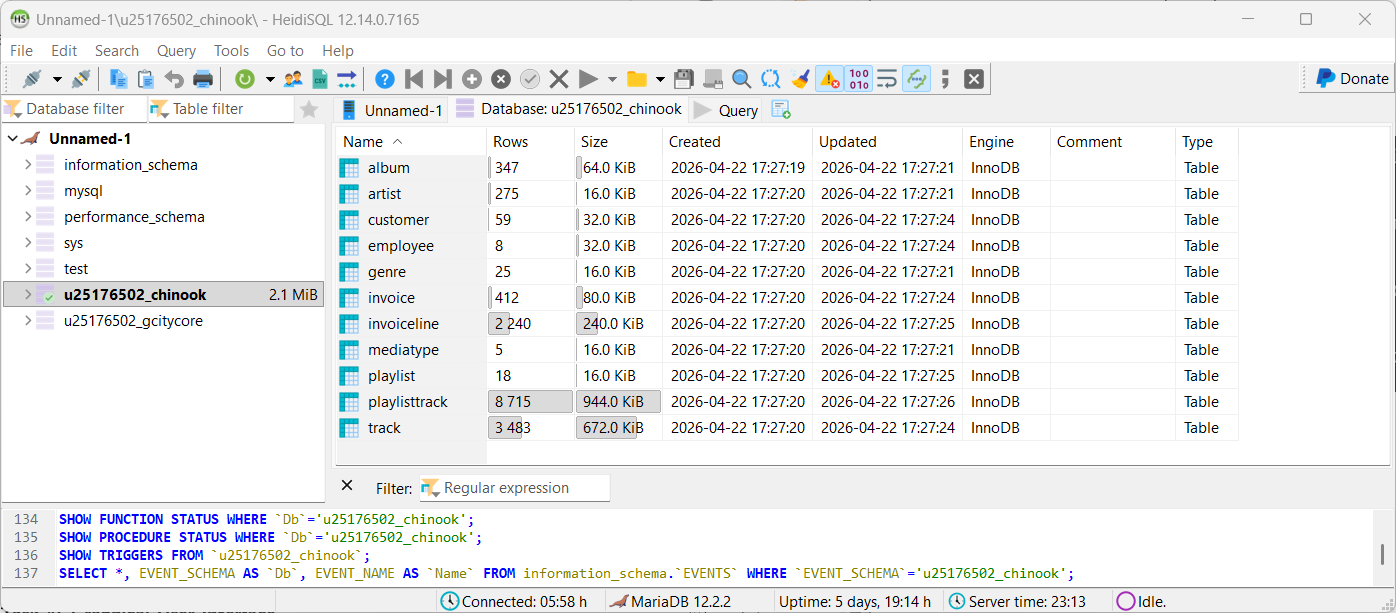 Unnamed-1\u25176502_chinook\ - HeidiSQL 12.14.0.7165
File Edit Search Query Tools Go to Help
Donate
Database filter Table filter Unnamed-1 Database: u25176502_chinook Query
Unnamed-1
information_schema
mysql
performance_schema
sys
test
u25176502_chinook 2.1 MiB
u25176502_gcitycore
Name Rows Size Created Updated Engine Comment Type
album 347 64.0 KiB 2026-04-22 17:27:19 2026-04-22 17:27:21 InnoDB Table
artist 275 16.0 KiB 2026-04-22 17:27:20 2026-04-22 17:27:21 InnoDB Table
customer 59 32.0 KiB 2026-04-22 17:27:20 2026-04-22 17:27:24 InnoDB Table
employee 8 32.0 KiB 2026-04-22 17:27:20 2026-04-22 17:27:24 InnoDB Table
genre 25 16.0 KiB 2026-04-22 17:27:20 2026-04-22 17:27:21 InnoDB Table
invoice 412 80.0 KiB 2026-04-22 17:27:20 2026-04-22 17:27:24 InnoDB Table
invoiceline 2 240 240.0 KiB 2026-04-22 17:27:20 2026-04-22 17:27:25 InnoDB Table
mediatype 5 16.0 KiB 2026-04-22 17:27:20 2026-04-22 17:27:21 InnoDB Table
playlist 18 16.0 KiB 2026-04-22 17:27:20 2026-04-22 17:27:25 InnoDB Table
playlisttrack 8 715 944.0 KiB 2026-04-22 17:27:20 2026-04-22 17:27:26 InnoDB Table
track 3 483 672.0 KiB 2026-04-22 17:27:20 2026-04-22 17:27:24 InnoDB Table
Filter: Regular expression
134 SHOW FUNCTION STATUS WHERE `Db`='u25176502_chinook';
135 SHOW PROCEDURE STATUS WHERE `Db`='u25176502_chinook';
136 SHOW TRIGGERS FROM `u25176502_chinook`;
137 SELECT *, EVENT_SCHEMA AS `Db`, EVENT_NAME AS `Name` FROM information_schema.`EVENTS` WHERE `EVENT_SCHEMA`='u25176502_chinook';
Connected: 05:58 h MariaDB 12.2.2 Uptime: 5 days, 19:14 h Server time: 23:13 Idle.